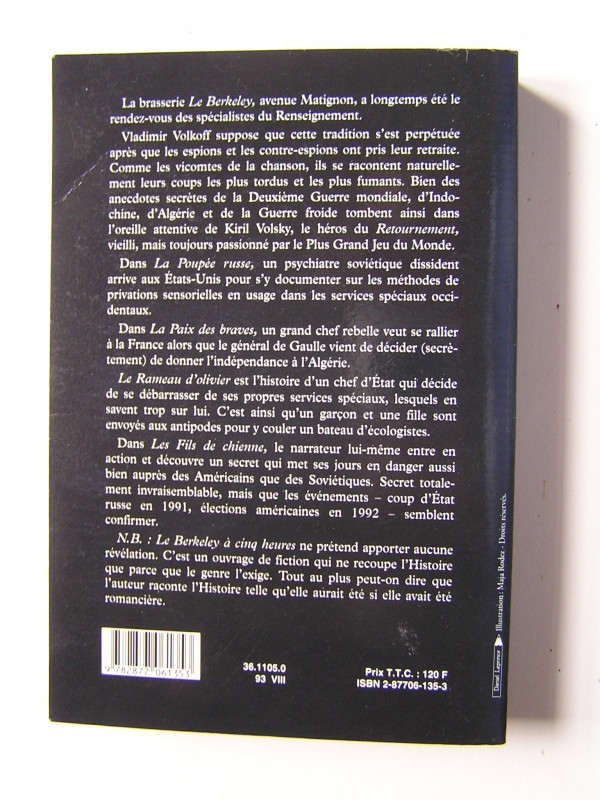 La brasserie Le Berkeley, avenue Matignon, a longtemps été le
rendez-vous des spécialistes du Renseignement.
Vladimir Volkoff suppose que cette tradition s'est perpétuée
après que les espions et les contre-espions ont pris leur retraite.
Comme les vicomtes de la chanson, ils se racontent naturelle-
ment leurs coups les plus tordus et les plus fumants. Bien des
anecdotes secrètes de la Deuxième Guerre mondiale, d'Indo-
chine, d'Algérie et de la Guerre froide tombent ainsi dans
l'oreille attentive de Kiril Volsky, le héros du Retournement,
vieilli, mais toujours passionné par le Plus Grand Jeu du Monde.
Dans La Poupée russe, un psychiatre soviétique dissident
arrive aux États-Unis pour s'y documenter sur les méthodes de
privations sensorielles en usage dans les services spéciaux occi-
dentaux.
Dans La Paix des braves, un grand chef rebelle veut se rallier
à la France alors que le général de Gaulle vient de décider (secrè-
tement) de donner l'indépendance à l'Algérie.
Le Rameau d'olivier est l'histoire d'un chef d'État qui décide
de se débarrasser de ses propres services spéciaux, lesquels en
savent trop sur lui. C'est ainsi qu'un garçon et une fille sont
envoyés aux antipodes pour y couler un bateau d'écologistes.
Dans Les Fils de chienne, le narrateur lui-même entre en
action et découvre un secret qui met ses jours en danger aussi
bien auprès des Américains que des Soviétiques. Secret totale-
ment invraisemblable, mais que les événements – coup d'État
russe en 1991, élections américaines en 1992 – semblent
confirmer.
N.B. : Le Berkeley à cinq heures ne prétend apporter aucune
révélation. C'est un ouvrage de fiction qui ne recoupe l'Histoire
que parce que le genre l'exige. Tout au plus peut-on dire que
l'auteur raconte l'Histoire telle qu'elle aurait été si elle avait été
romancière.
9 782877 061353
36.1105.0
93 VIII
Prix T.T.C. : 120 F
ISBN 2-87706-135-3
Daniel Leprince
Illustration : Maja Rodez - Droits réservés.